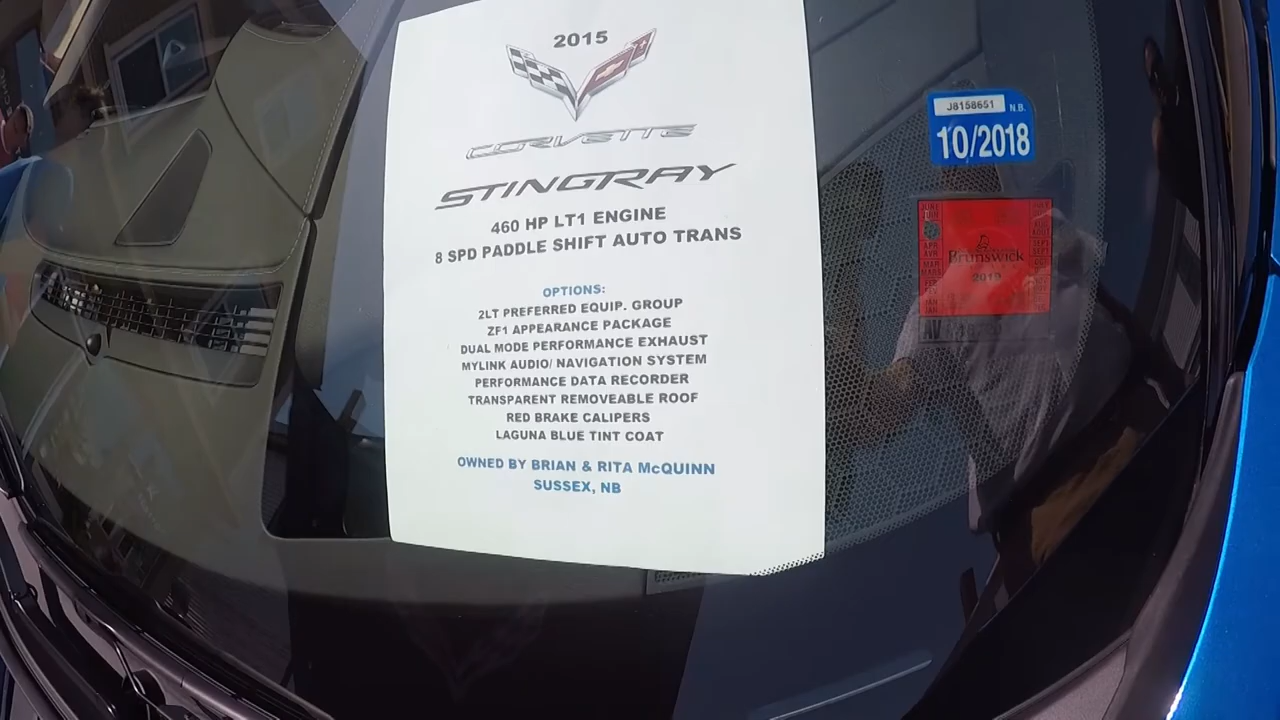 2015
CORVETTE
STINGRAY
460 HP LT1 ENGINE
8 SPD PADDLE SHIFT AUTO TRANS
OPTIONS:
2LT PREFERRED EQUIP. GROUP
ZF1 APPEARANCE PACKAGE
DUAL MODE PERFORMANCE EXHAUST
MYLINK AUDIO/ NAVIGATION SYSTEM
PERFORMANCE DATA RECORDER
TRANSPARENT REMOVEABLE ROOF
RED BRAKE CALIPERS
LAGUNA BLUE TINT COAT
OWNED BY BRIAN & RITA McQUINN
SUSSEX, NB
J8158651 N.B.
10/2018
Brunswick
2019